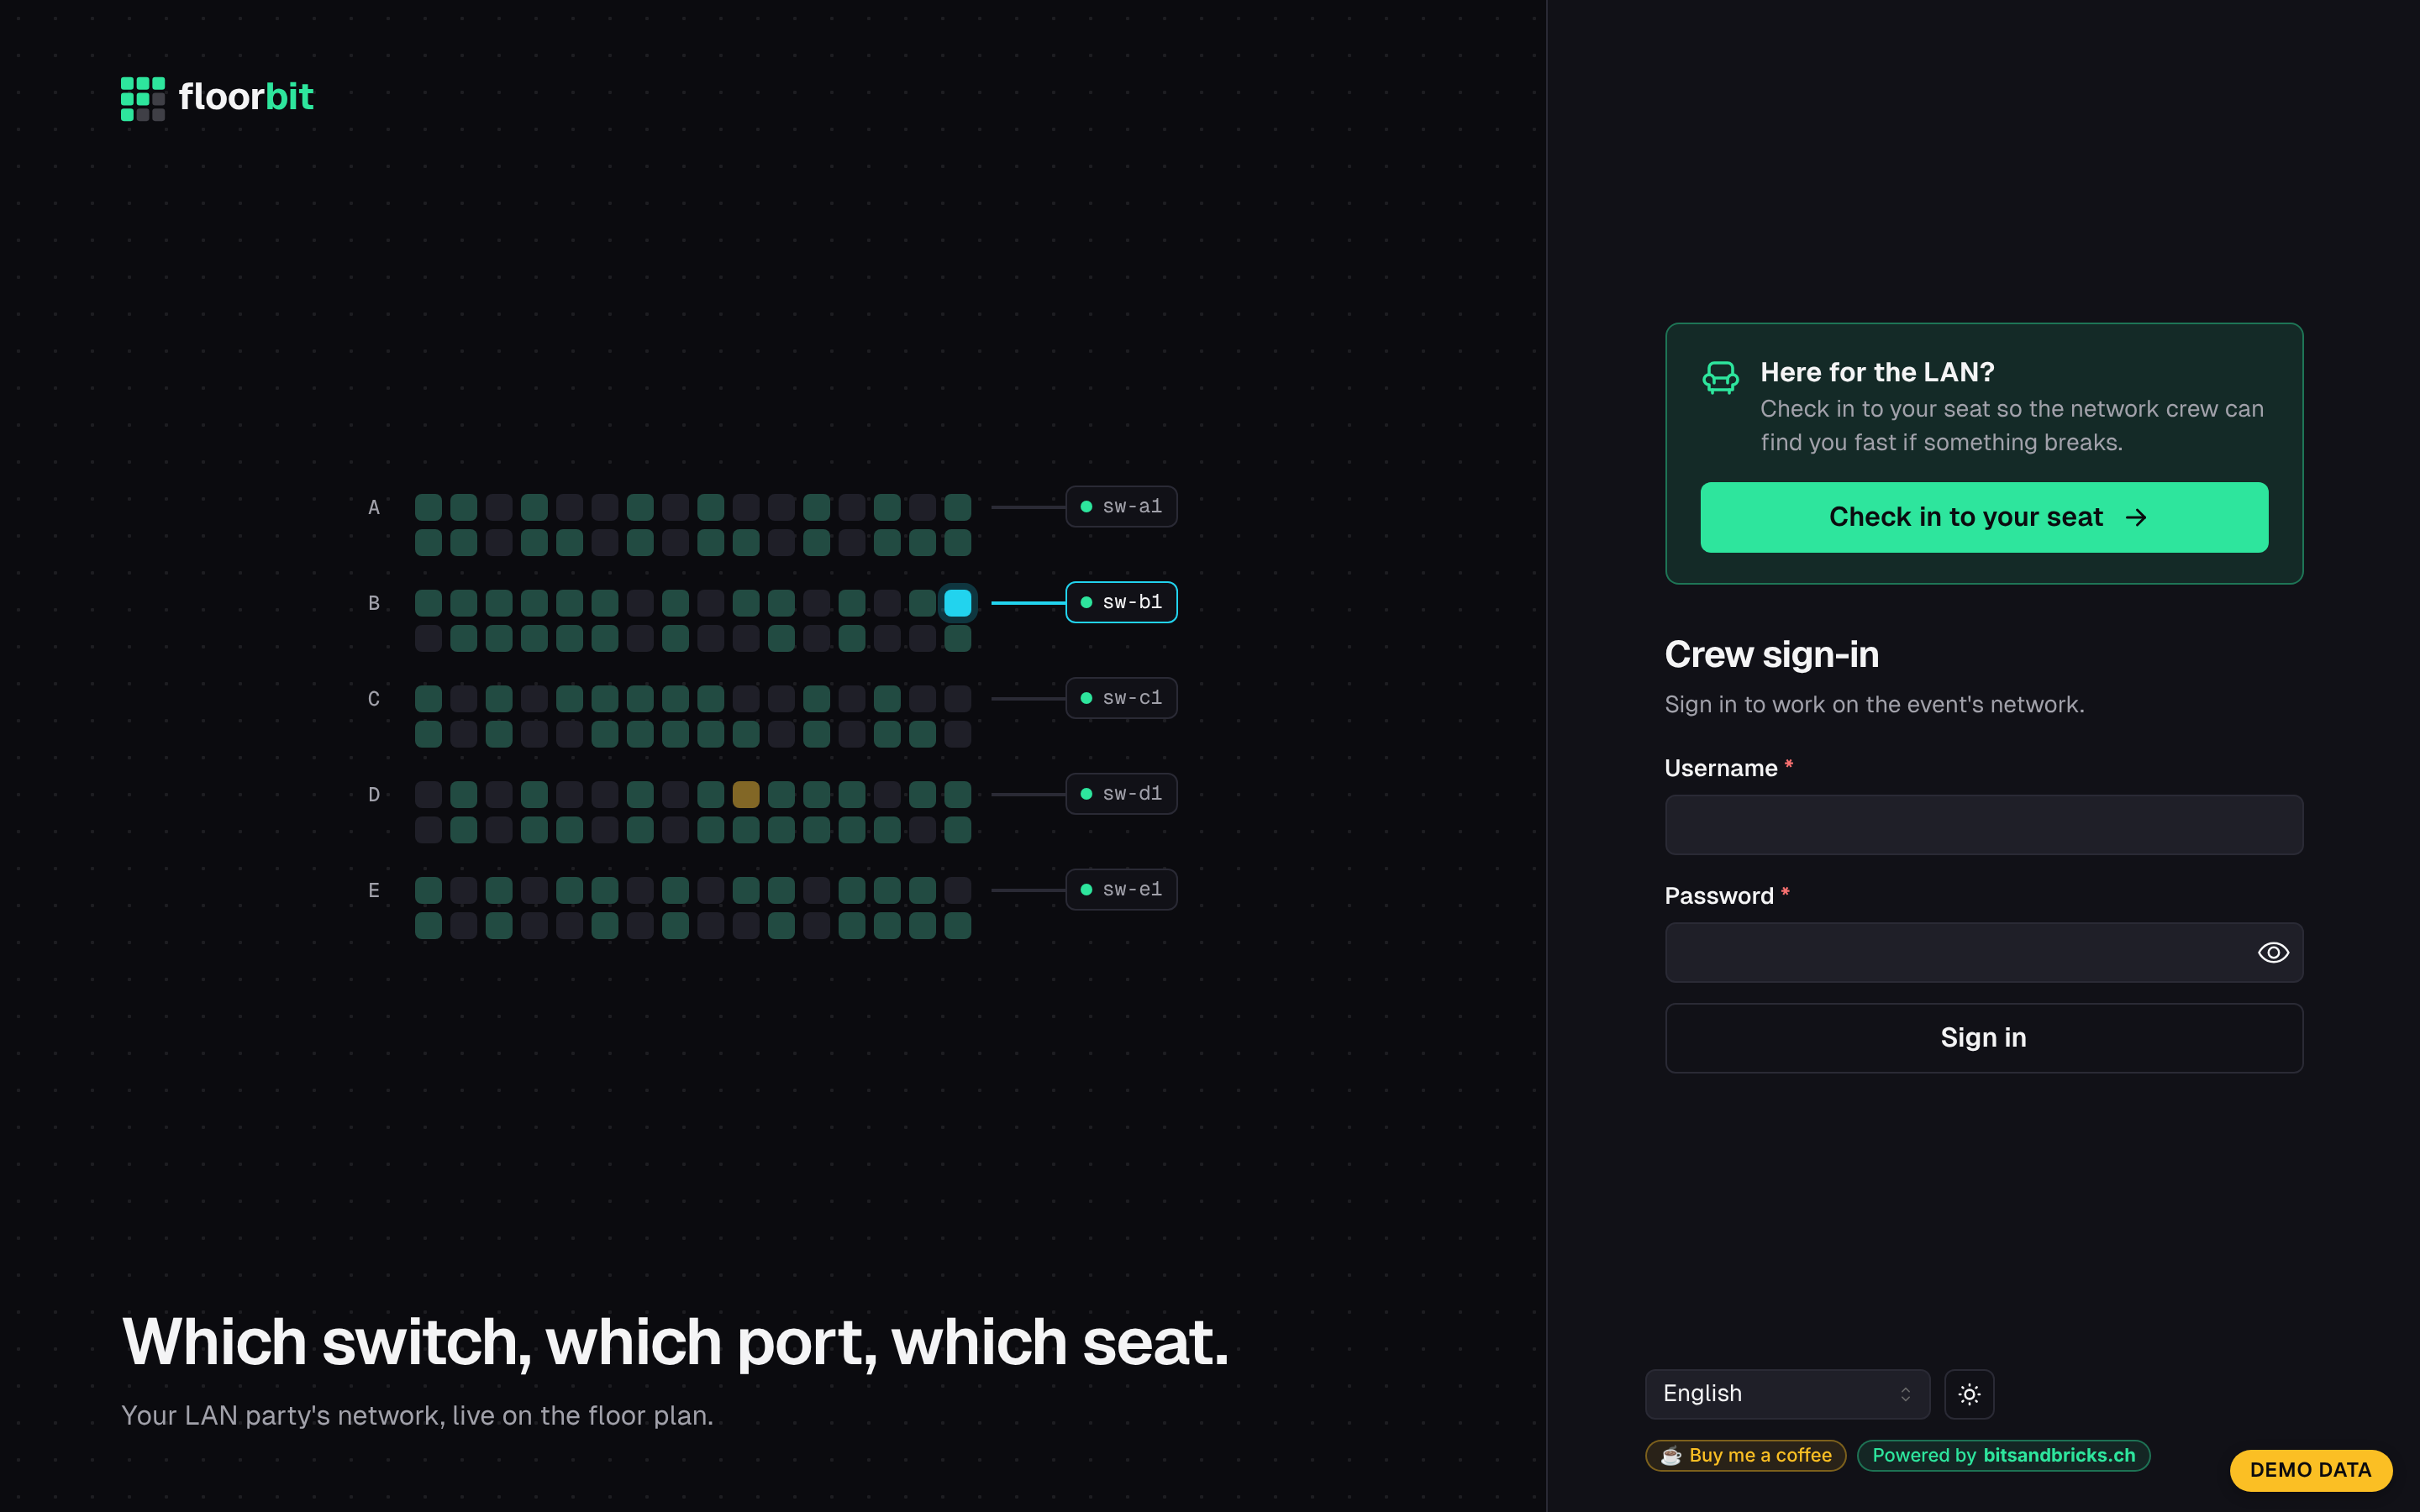 floorbit
A
sw-a1
B
sw-b1
C
sw-c1
D
sw-d1
E
sw-e1
Which switch, which port, which seat.
Your LAN party's network, live on the floor plan.
Here for the LAN?
Check in to your seat so the network crew can
find you fast if something breaks.
Check in to your seat →
Crew sign-in
Sign in to work on the event's network.
Username *
Password *
Sign in
English
☕ Buy me a coffee
Powered by bitsandbricks.ch
DEMO DATA